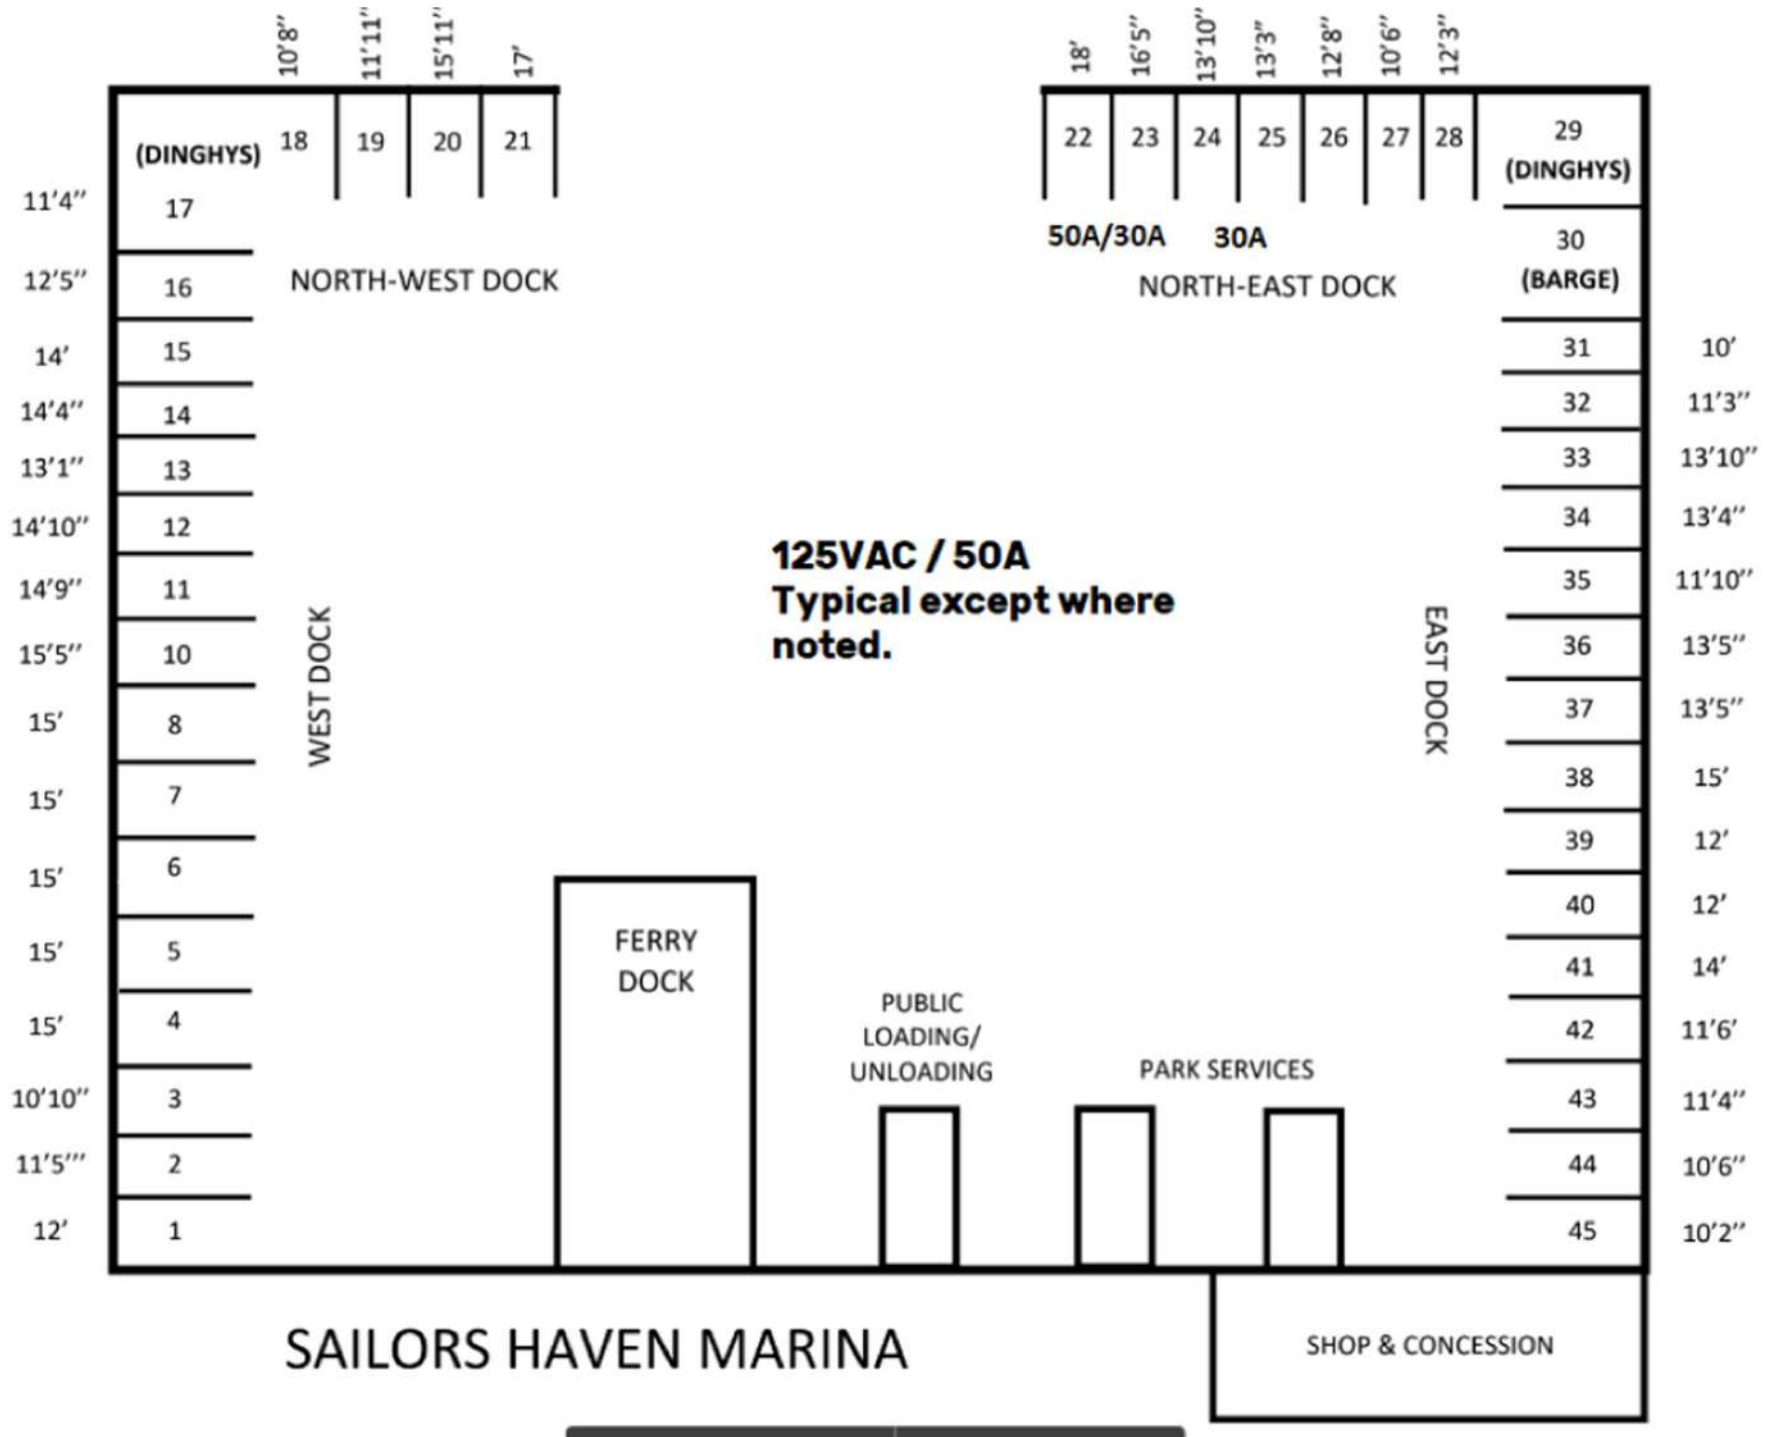 10'8'' 11'11'' 15'11'' 17' 18' 16'5'' 13'10'' 13'3'' 12'8'' 10'6'' 12'3''
(DINGHYS) 18 19 20 21 22 23 24 25 26 27 28 29
(DINGHYS)
11'4'' 17
50A/30A 30A
30
(BARGE)
12'5'' 16 NORTH-WEST DOCK NORTH-EAST DOCK
14' 15 31 10'
14'4'' 14 32 11'3''
13'1'' 13 33 13'10''
14'10'' 12 34 13'4''
125VAC / 50A
Typical except where
noted.
14'9'' 11 35 11'10''
15'5'' 10 36 13'5''
WEST DOCK
EAST DOCK
15' 8 37 13'5''
15' 7 38 15'
15' 6 39 12'
40 12'
FERRY
DOCK
15' 5 41 14'
PUBLIC
LOADING/
UNLOADING
15' 4 42 11'6'
PARK SERVICES
10'10'' 3 43 11'4''
11'5''' 2 44 10'6''
12' 1 45 10'2''
SAILORS HAVEN MARINA
SHOP & CONCESSION